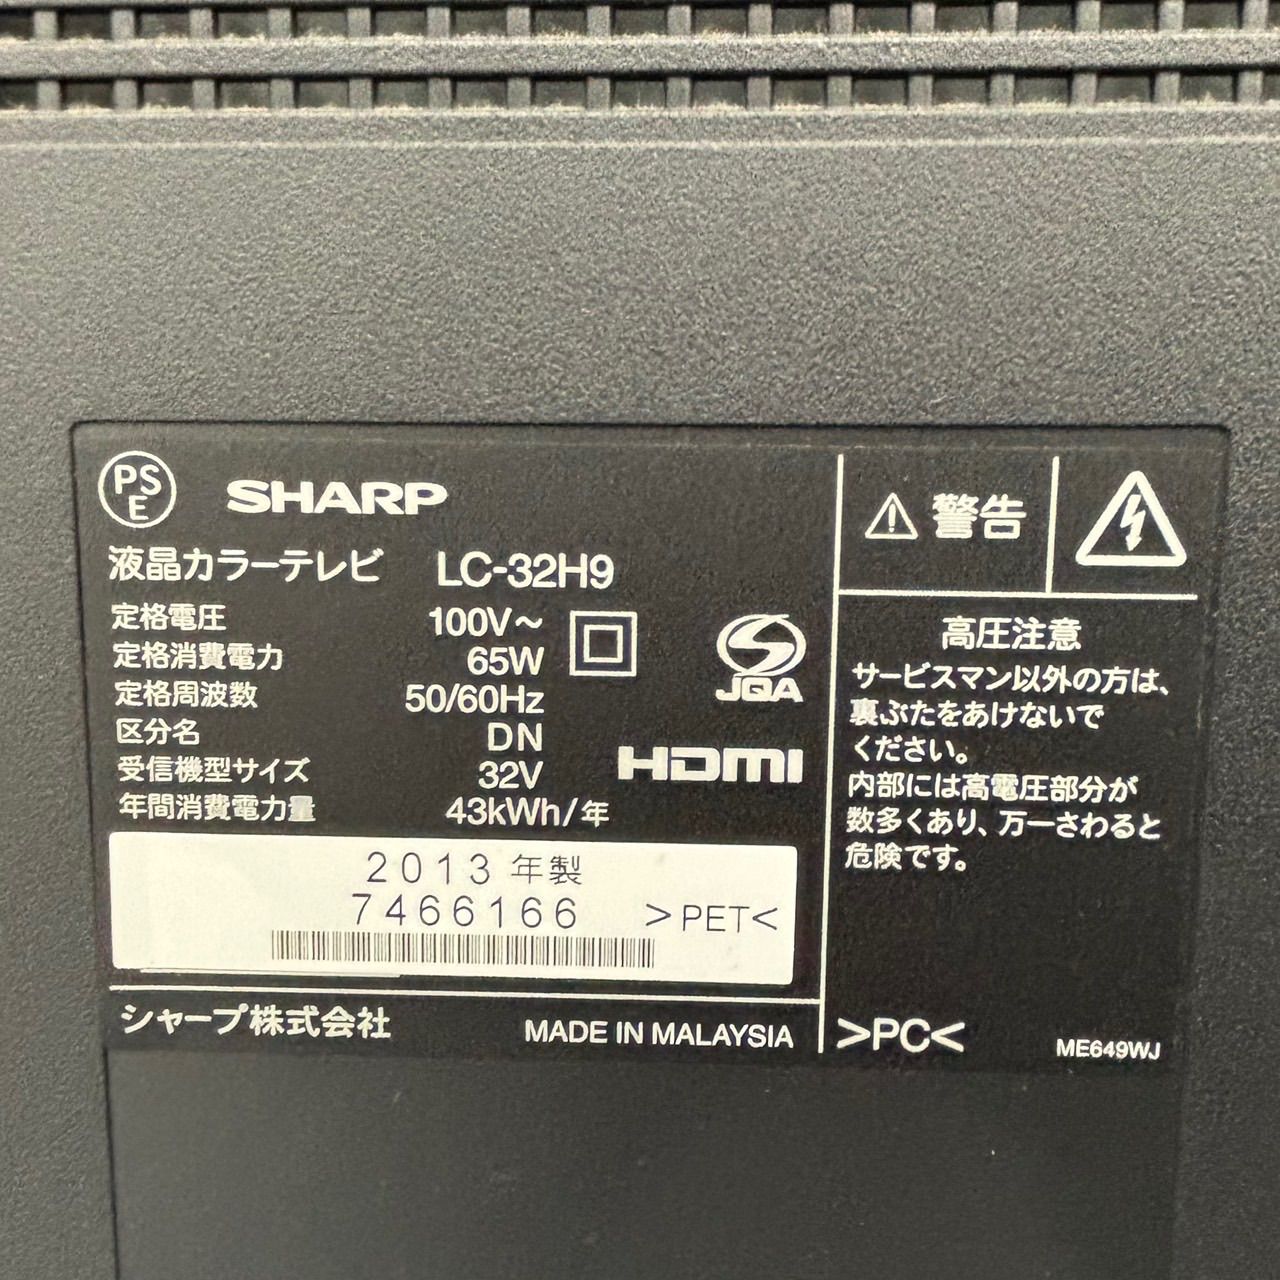 PSE SHARP
液晶カラーテレビ LC-32H9
定格電圧 100V～
定格消費電力 65W
定格周波数 50/60Hz
区分名 DN
受信機型サイズ 32V
年間消費電力量 43kWh/年
JQA
HDMI
2013年製
7466166 >PET<
シャープ株式会社 MADE IN MALAYSIA
警告
高圧注意
サービスマン以外の方は、
裏ぶたをあけないで
ください。
内部には高電圧部分が
数多くあり、万一さわると
危険です。
>PC< ME649WJ